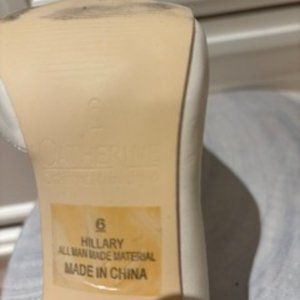 CATHERINE
6
HILLARY
ALL MAN MADE MATERIAL
MADE IN CHINA